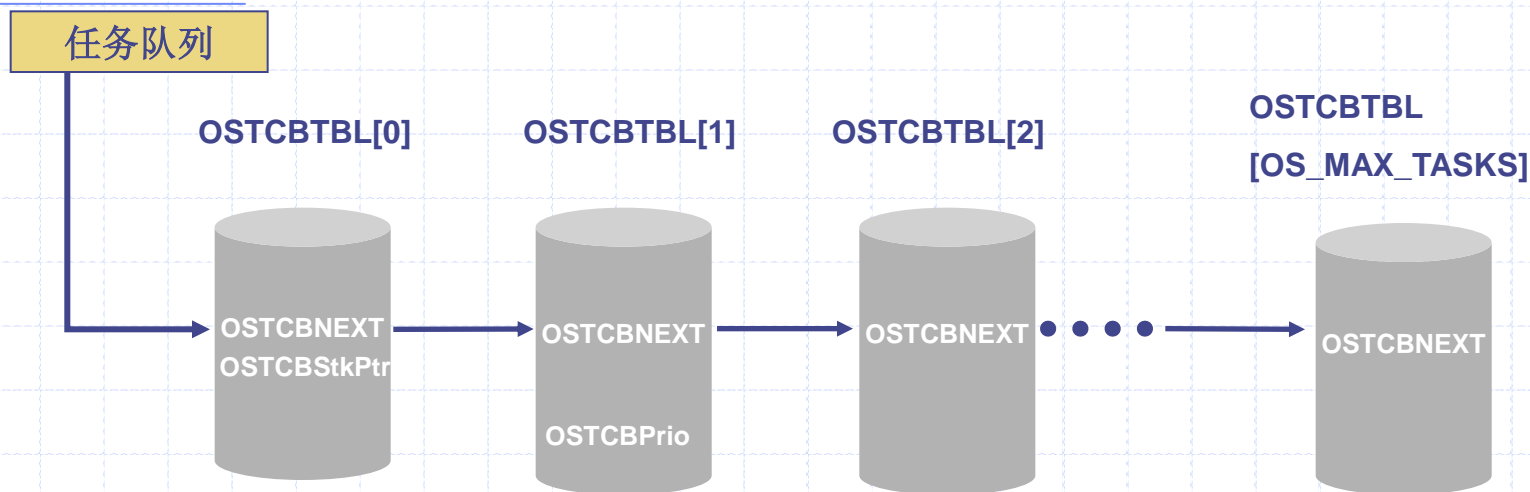 任务队列
OSTCBTBL[0]
OSTCBTBL[1]
OSTCBTBL[2]
OSTCBTBL
[OS_MAX_TASKS]
OSTCBNEXT
OSTCBStkPtr
OSTCBNEXT
OSTCBPrio
OSTCBNEXT
OSTCBNEXT